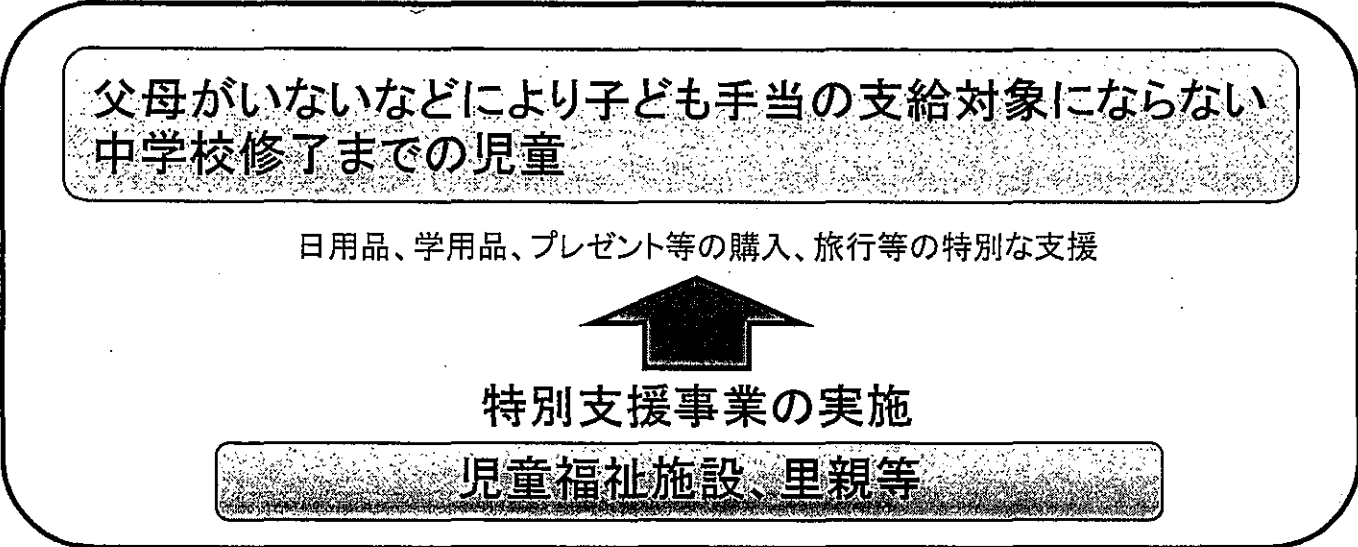 父母がいないなどにより子ども手当の支給対象にならない
中学校修了までの児童
日用品、学用品、プレゼント等の購入、旅行等の特別な支援
特別支援事業の実施
児童福祉施設、里親等